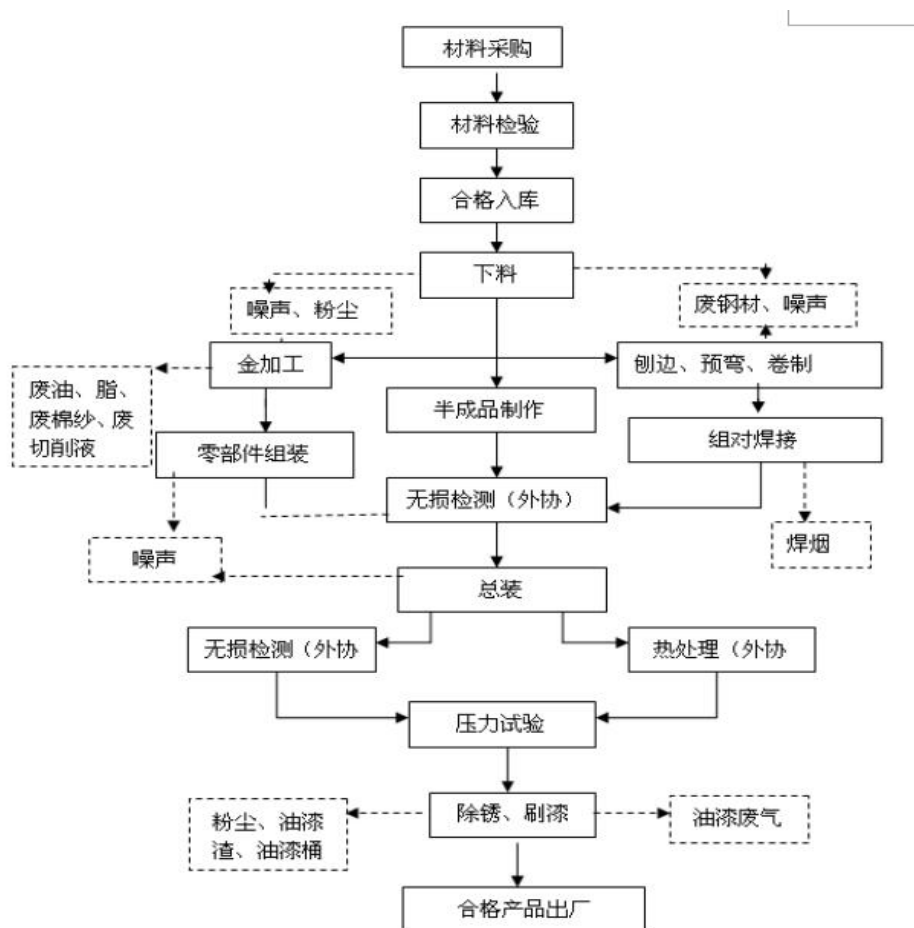 材料采购
材料检验
合格入库
下料
噪声、粉尘
废钢材、噪声
金加工
刨边、预弯、卷制
废油、脂、
废棉纱、废
切削液
半成品制作
零部件组装
组对焊接
无损检测（外协）
噪声
焊烟
总装
无损检测（外协
热处理（外协
压力试验
粉尘、油漆
渣、油漆桶
除锈、刷漆
油漆废气
合格产品出厂